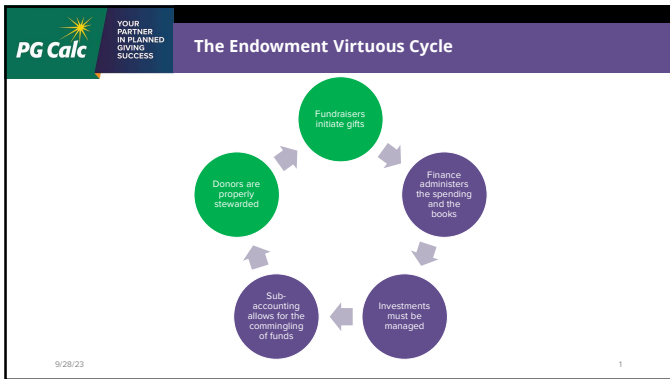 PG Calc
YOUR
PARTNER
IN PLANNED
GIVING
SUCCESS
The Endowment Virtuous Cycle
Fundraisers
initiate gifts
Finance
administers
the spending
and the
books
Investments
must be
managed
Sub-
accounting
allows for the
commingling
of funds
Donors are
properly
stewarded
9/28/23
1